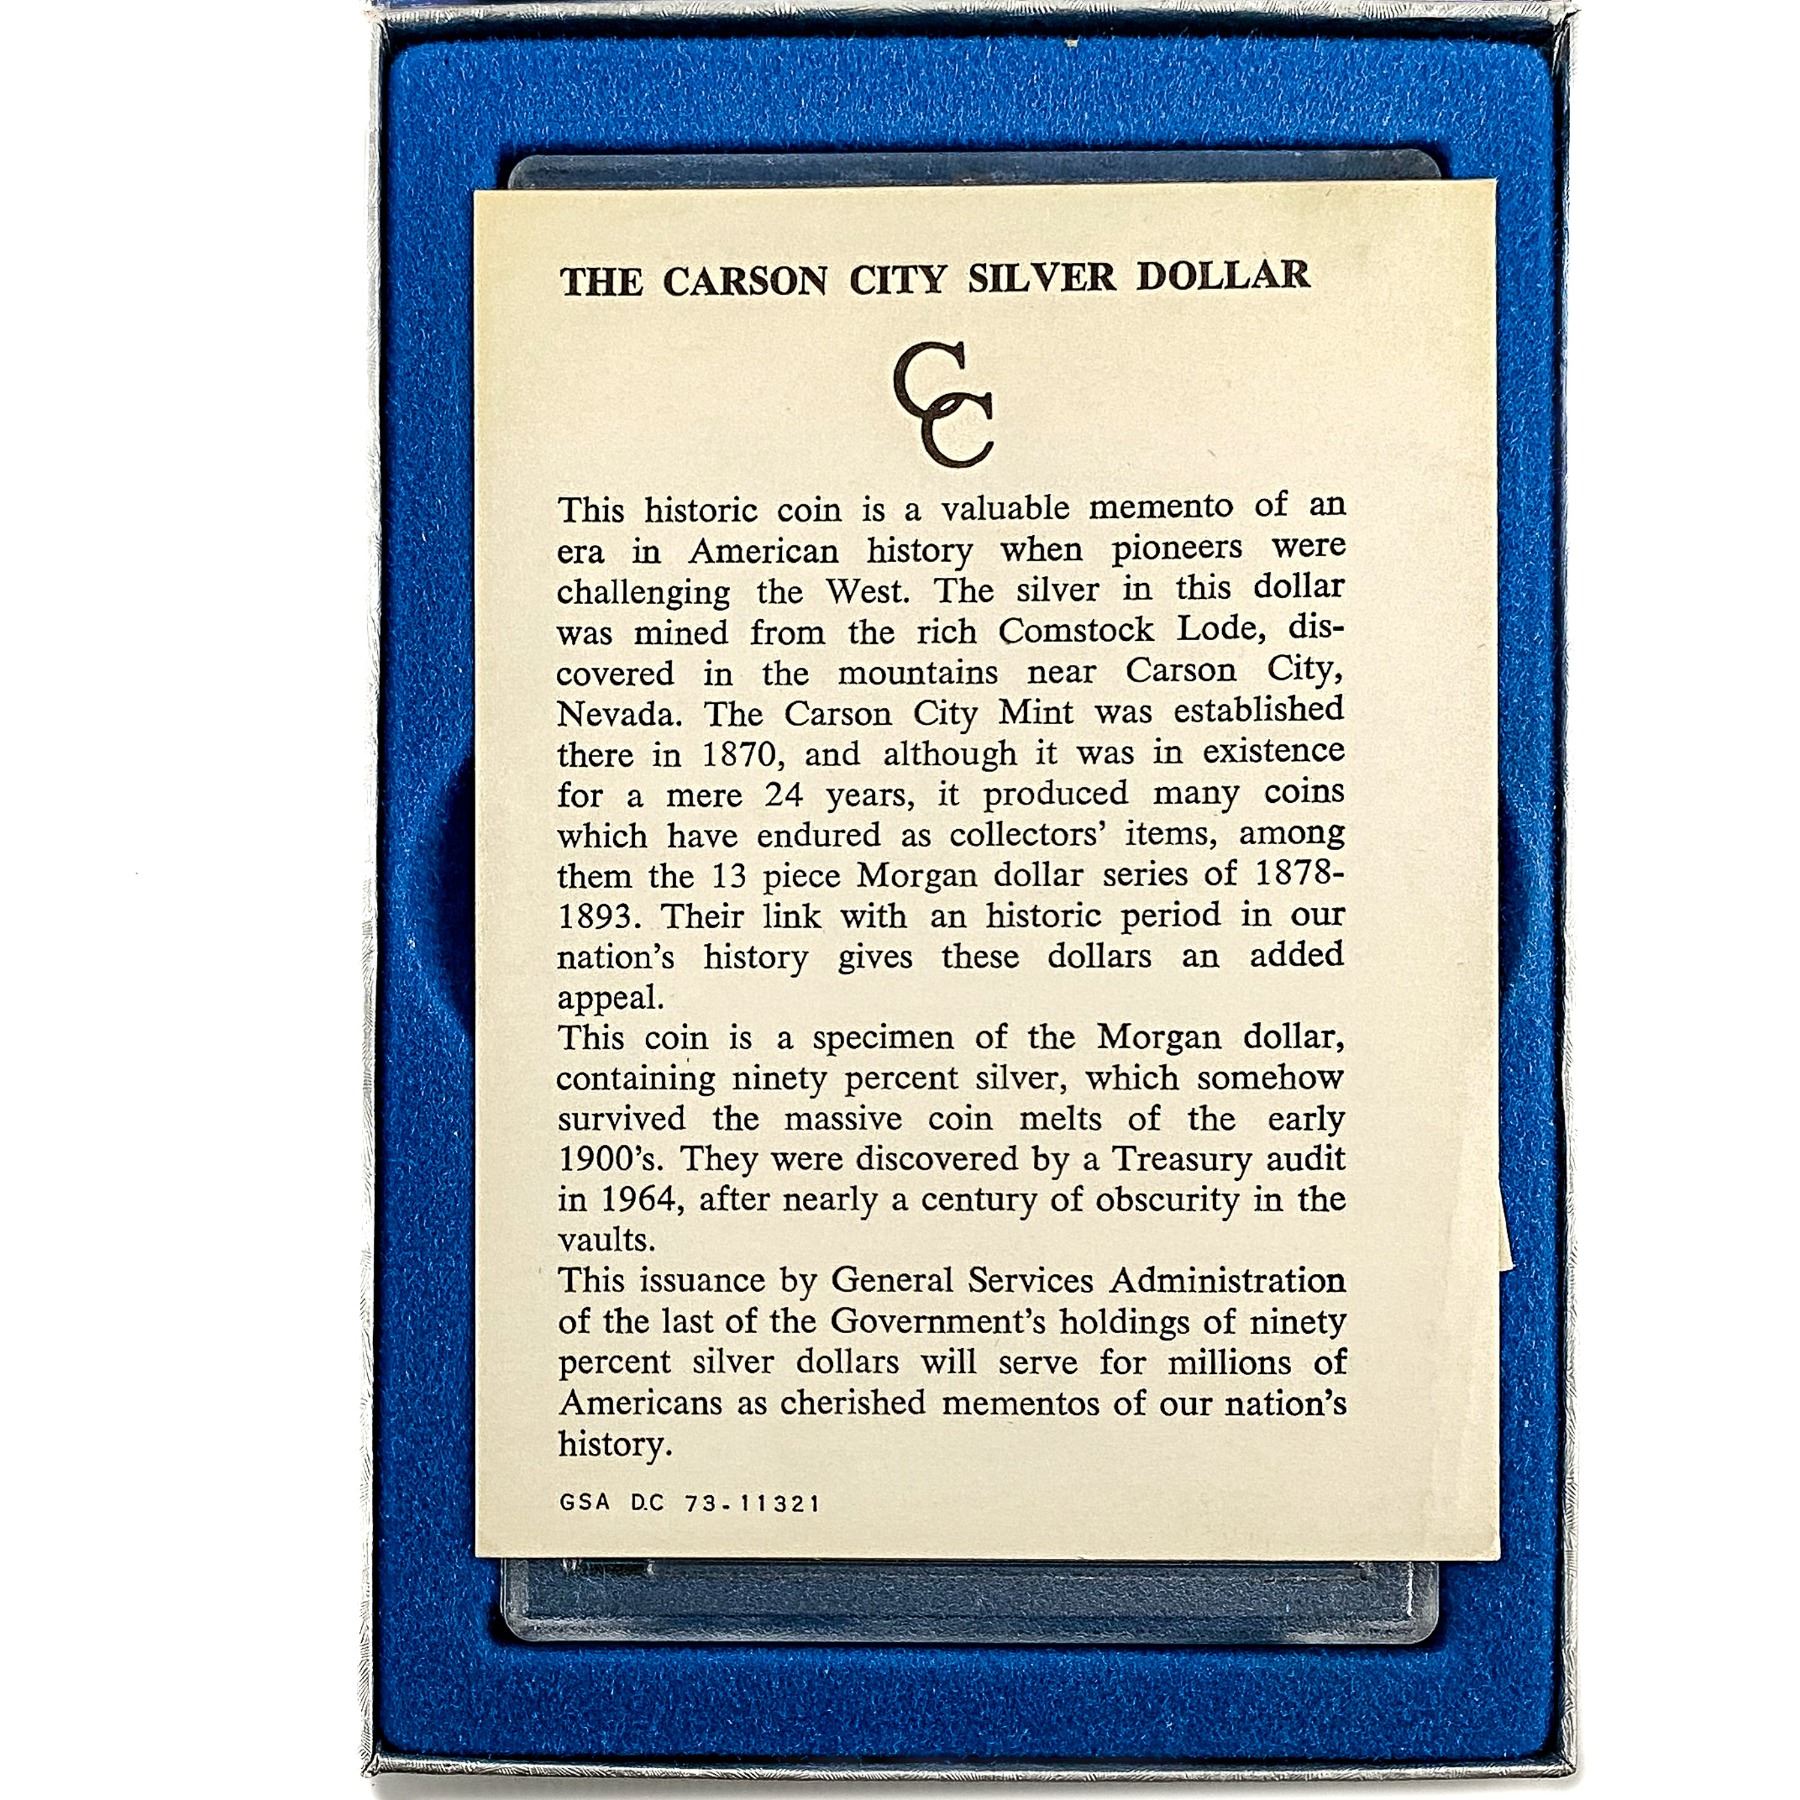 THE CARSON CITY SILVER DOLLAR
CC
This historic coin is a valuable memento of an
era in American history when pioneers were
challenging the West. The silver in this dollar
was mined from the rich Comstock Lode, dis-
covered in the mountains near Carson City,
Nevada. The Carson City Mint was established
there in 1870, and although it was in existence
for a mere 24 years, it produced many coins
which have endured as collectors' items, among
them the 13 piece Morgan dollar series of 1878-
1893. Their link with an historic period in our
nation's history gives these dollars an added
appeal.
This coin is a specimen of the Morgan dollar,
containing ninety percent silver, which somehow
survived the massive coin melts of the early
1900's. They were discovered by a Treasury audit
in 1964, after nearly a century of obscurity in the
vaults.
This issuance by General Services Administration
of the last of the Government's holdings of ninety
percent silver dollars will serve for millions of
Americans as cherished mementos of our nation's
history.
GSA D.C 73-11321